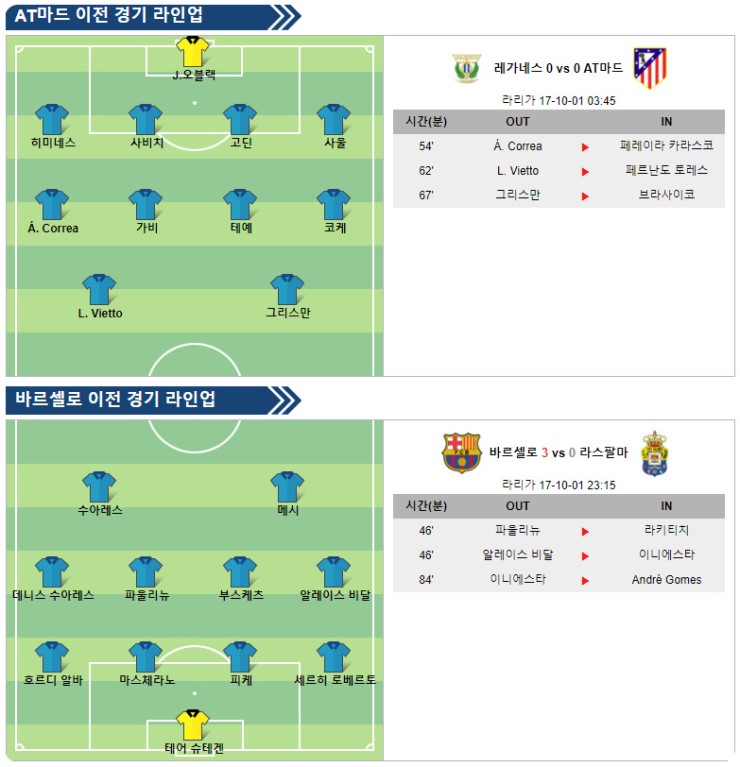 AT마드 이전 경기 라인업
J.오블랙
히미네스 사비치 고딘 사울
Á. Correa 가비 테예 코케
L. Vietto 그리스만
레가네스 0 vs 0 AT마드
라리가 17-10-01 03:45
시간(분) OUT IN
54' Á. Correa 페레이라 카라스코
62' L. Vietto 페르난도 토레스
67' 그리스만 브라사이코
바르셀로 이전 경기 라인업
수아레스 메시
데니스 수아레스 파울리뉴 부스케츠 알레이스 비달
호르디 알바 마스체라노 피케 세르히 로베르토
테어 슈테겐
바르셀로 3 vs 0 라스팔마
라리가 17-10-01 23:15
시간(분) OUT IN
46' 파울리뉴 라키티치
46' 알레이스 비달 이니에스타
84' 이니에스타 André Gomes